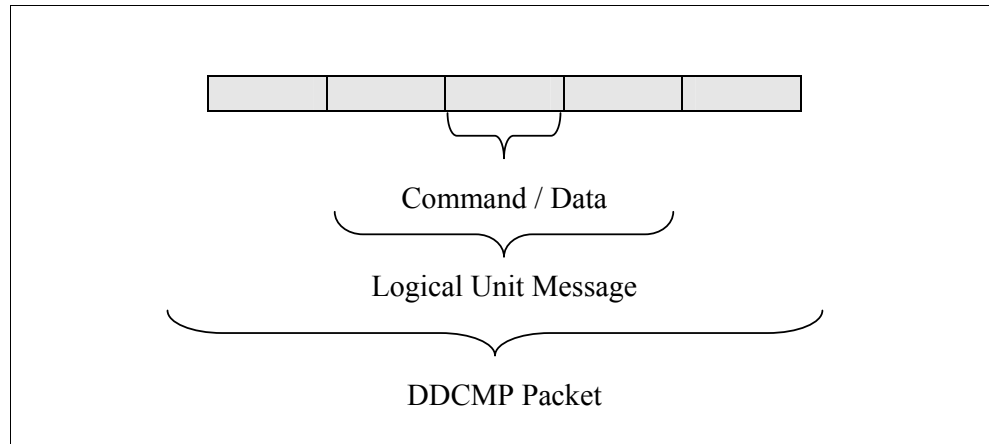 Command / Data
Logical Unit Message
DDCMP Packet